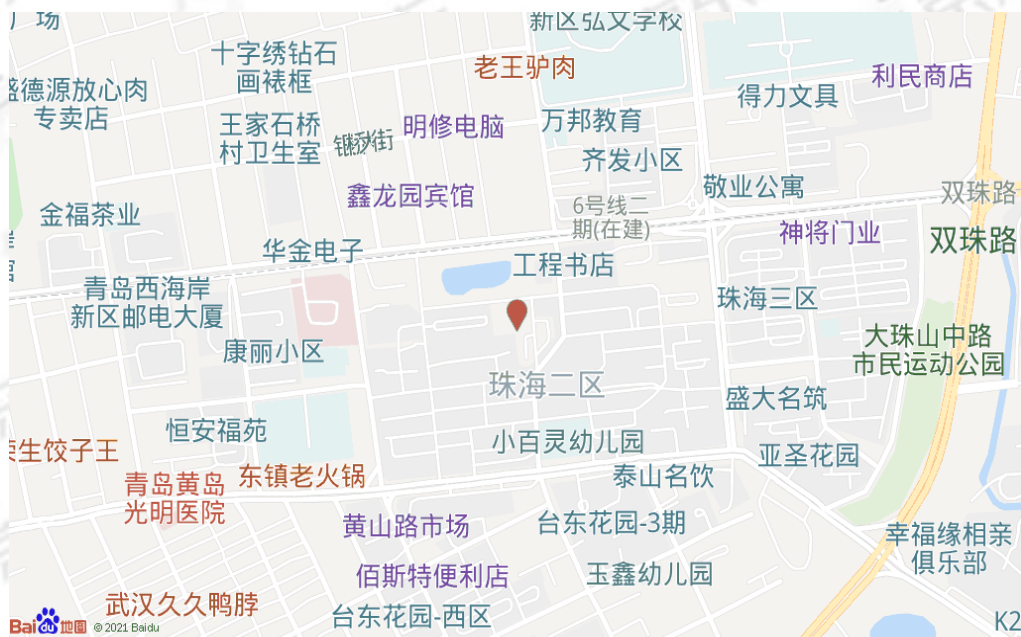 广场
新区弘文学校
十字绣钻石
画裱框
老王驴肉
利民商店
盛德源放心肉
专卖店
得力文具
王家石桥
村卫生室
明修电脑
万邦教育
齐发小区
敬业公寓
双珠路
鑫龙园宾馆
6号线二
期(在建)
金福茶业
神将门业
双珠路
华金电子
工程书店
馆
青岛西海岸
新区邮电大厦
珠海三区
康丽小区
大珠山中路
市民运动公园
珠海二区
盛大名筑
恒安福苑
小百灵幼儿园
荣生饺子王
亚圣花园
东镇老火锅
泰山名饮
青岛黄岛
光明医院
黄山路市场
台东花园-3期
幸福缘相亲
俱乐部
佰斯特便利店
玉鑫幼儿园
武汉久久鸭脖
台东花园-西区
K2
Bai du 地图
© 2021 Baidu